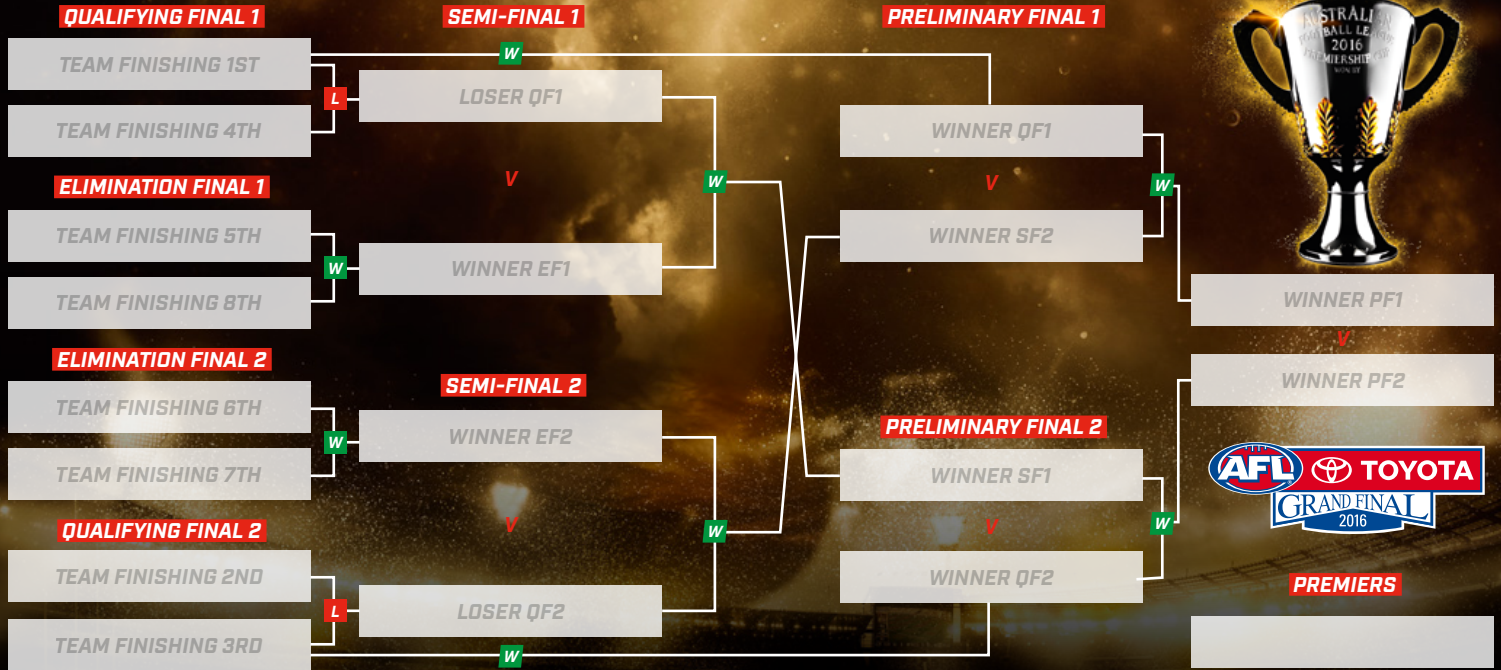 QUALIFYING FINAL 1
TEAM FINISHING 1ST
TEAM FINISHING 4TH
ELIMINATION FINAL 1
TEAM FINISHING 5TH
TEAM FINISHING 8TH
ELIMINATION FINAL 2
TEAM FINISHING 6TH
TEAM FINISHING 7TH
QUALIFYING FINAL 2
TEAM FINISHING 2ND
TEAM FINISHING 3RD
L
W
W
L
SEMI-FINAL 1
W
LOSER QF1
V
WINNER EF1
W
SEMI-FINAL 2
WINNER EF2
V
LOSER QF2
W
W
PRELIMINARY FINAL 1
WINNER QF1
V
WINNER SF2
W
PRELIMINARY FINAL 2
WINNER SF1
V
WINNER QF2
W
2016
WINNER PF1
V
WINNER PF2
AFL TOYOTA
GRAND FINAL
2016
PREMIERS